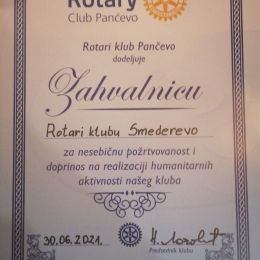 Rotary
Club Pančevo
Rotari klub Pančevo
dodeljuje
Zahvalnicu
Rotari klubu Smederevo
za nesebičnu požrtvovanost i
doprinos na realizaciji humanitarnih
aktivnosti našeg kluba
30.06.2021.
Predsednik kluba